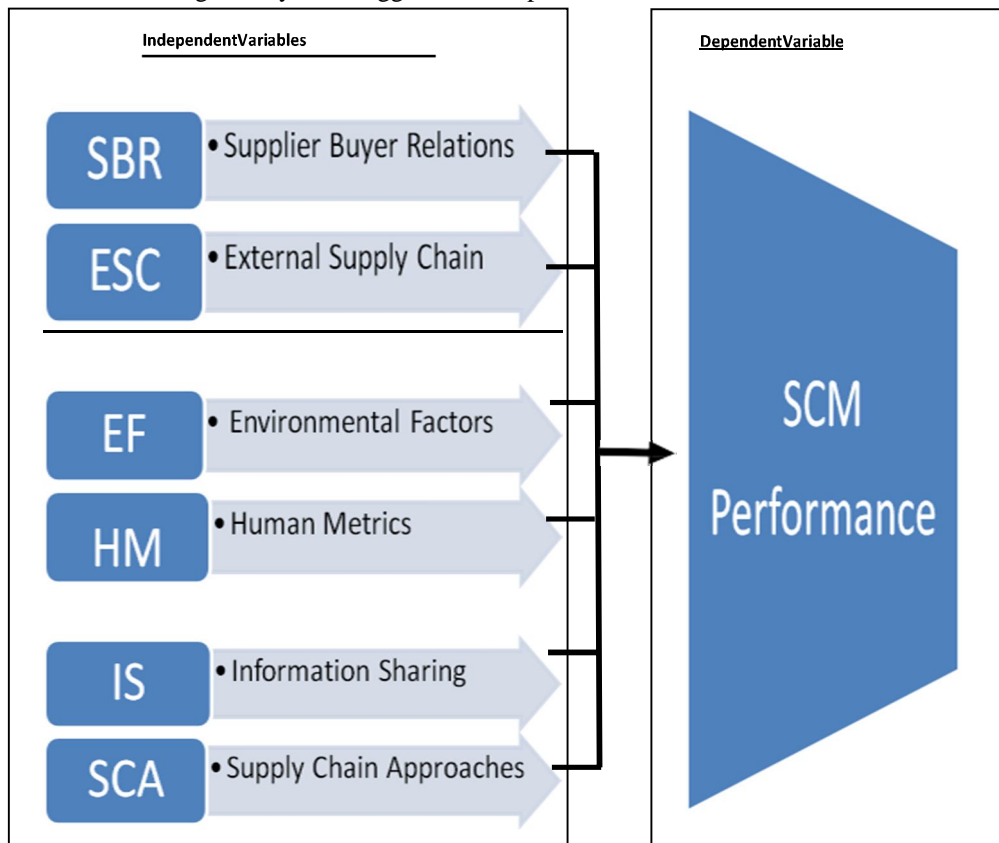 IndependentVariables
DependentVariable
SBR
• Supplier Buyer Relations
ESC
• External Supply Chain
EF
• Environmental Factors
HM
• Human Metrics
IS
• Information Sharing
SCA
• Supply Chain Approaches
SCM
Performance